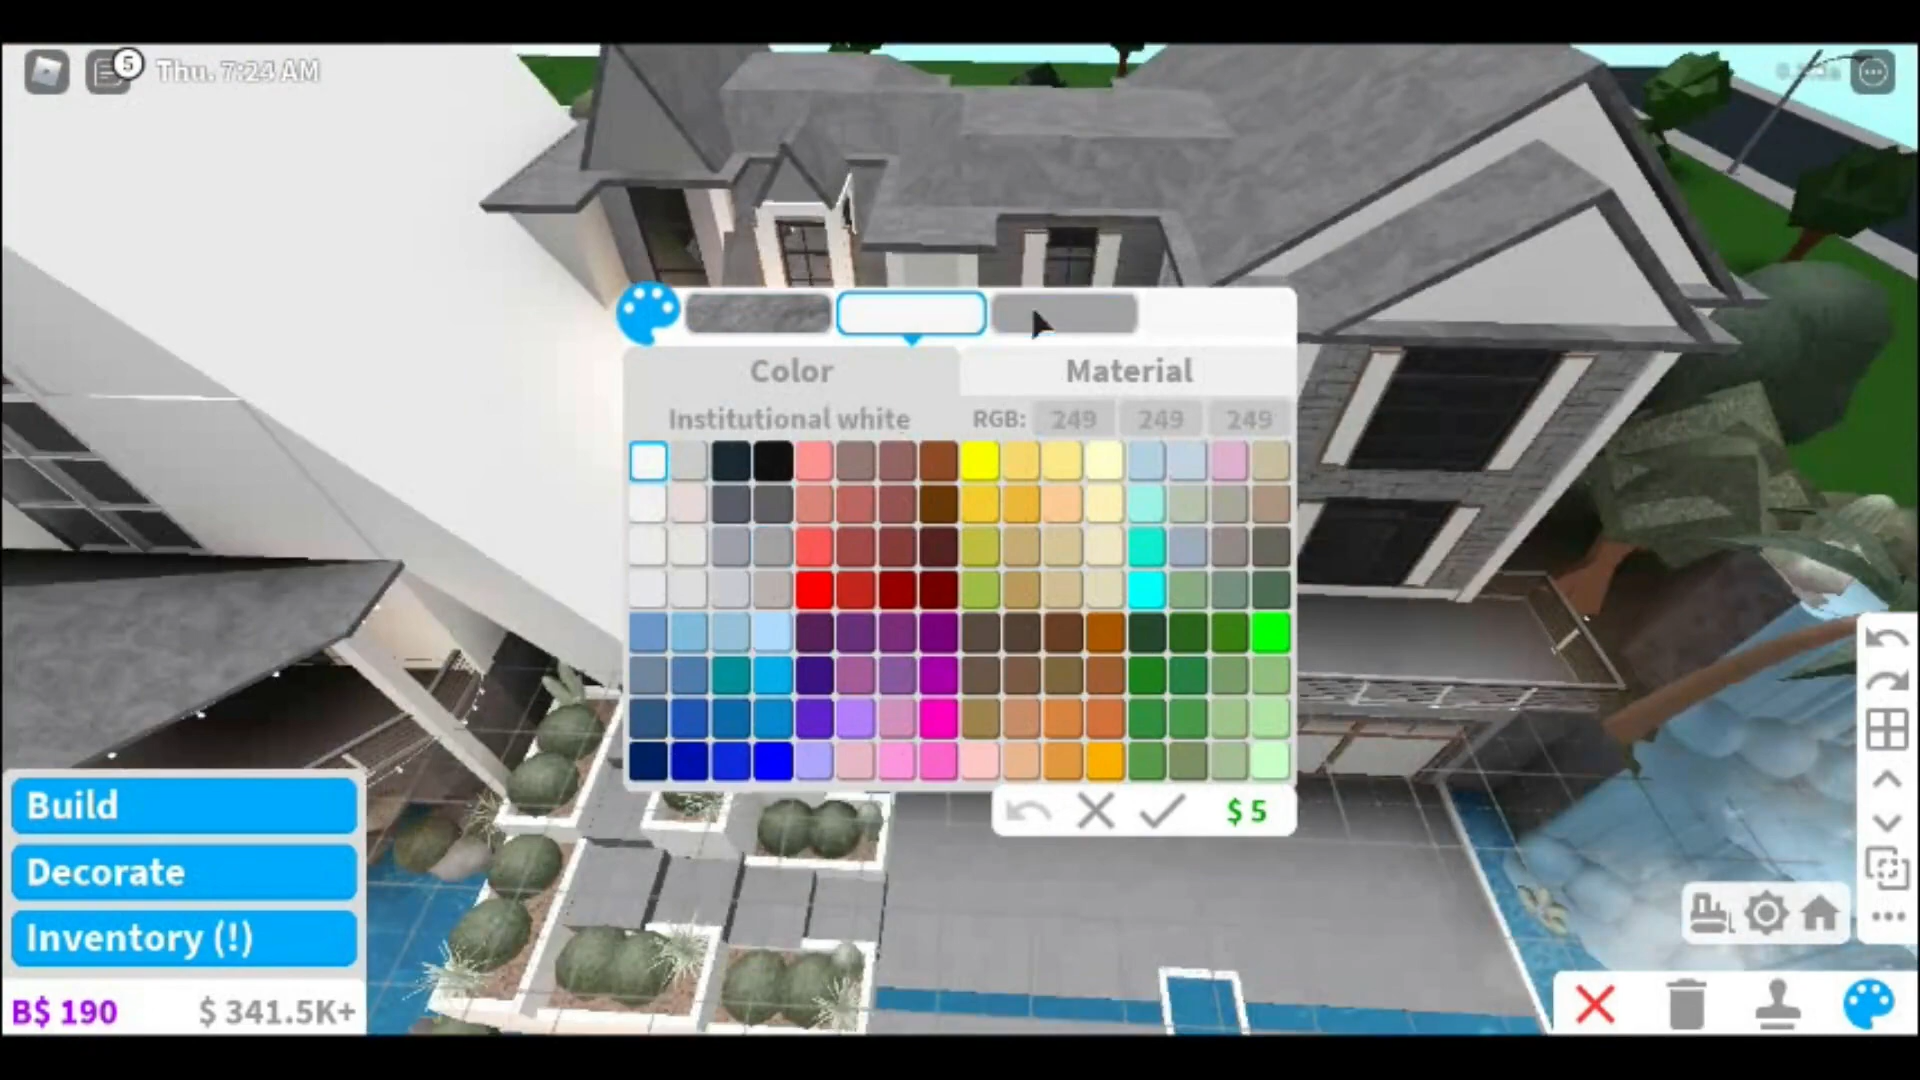 5
Thu. 7:24 AM
Color
Material
Institutional white
RGB: 249 249 249
$ 5
Build
Decorate
Inventory (!)
B$ 190
$ 341.5K+